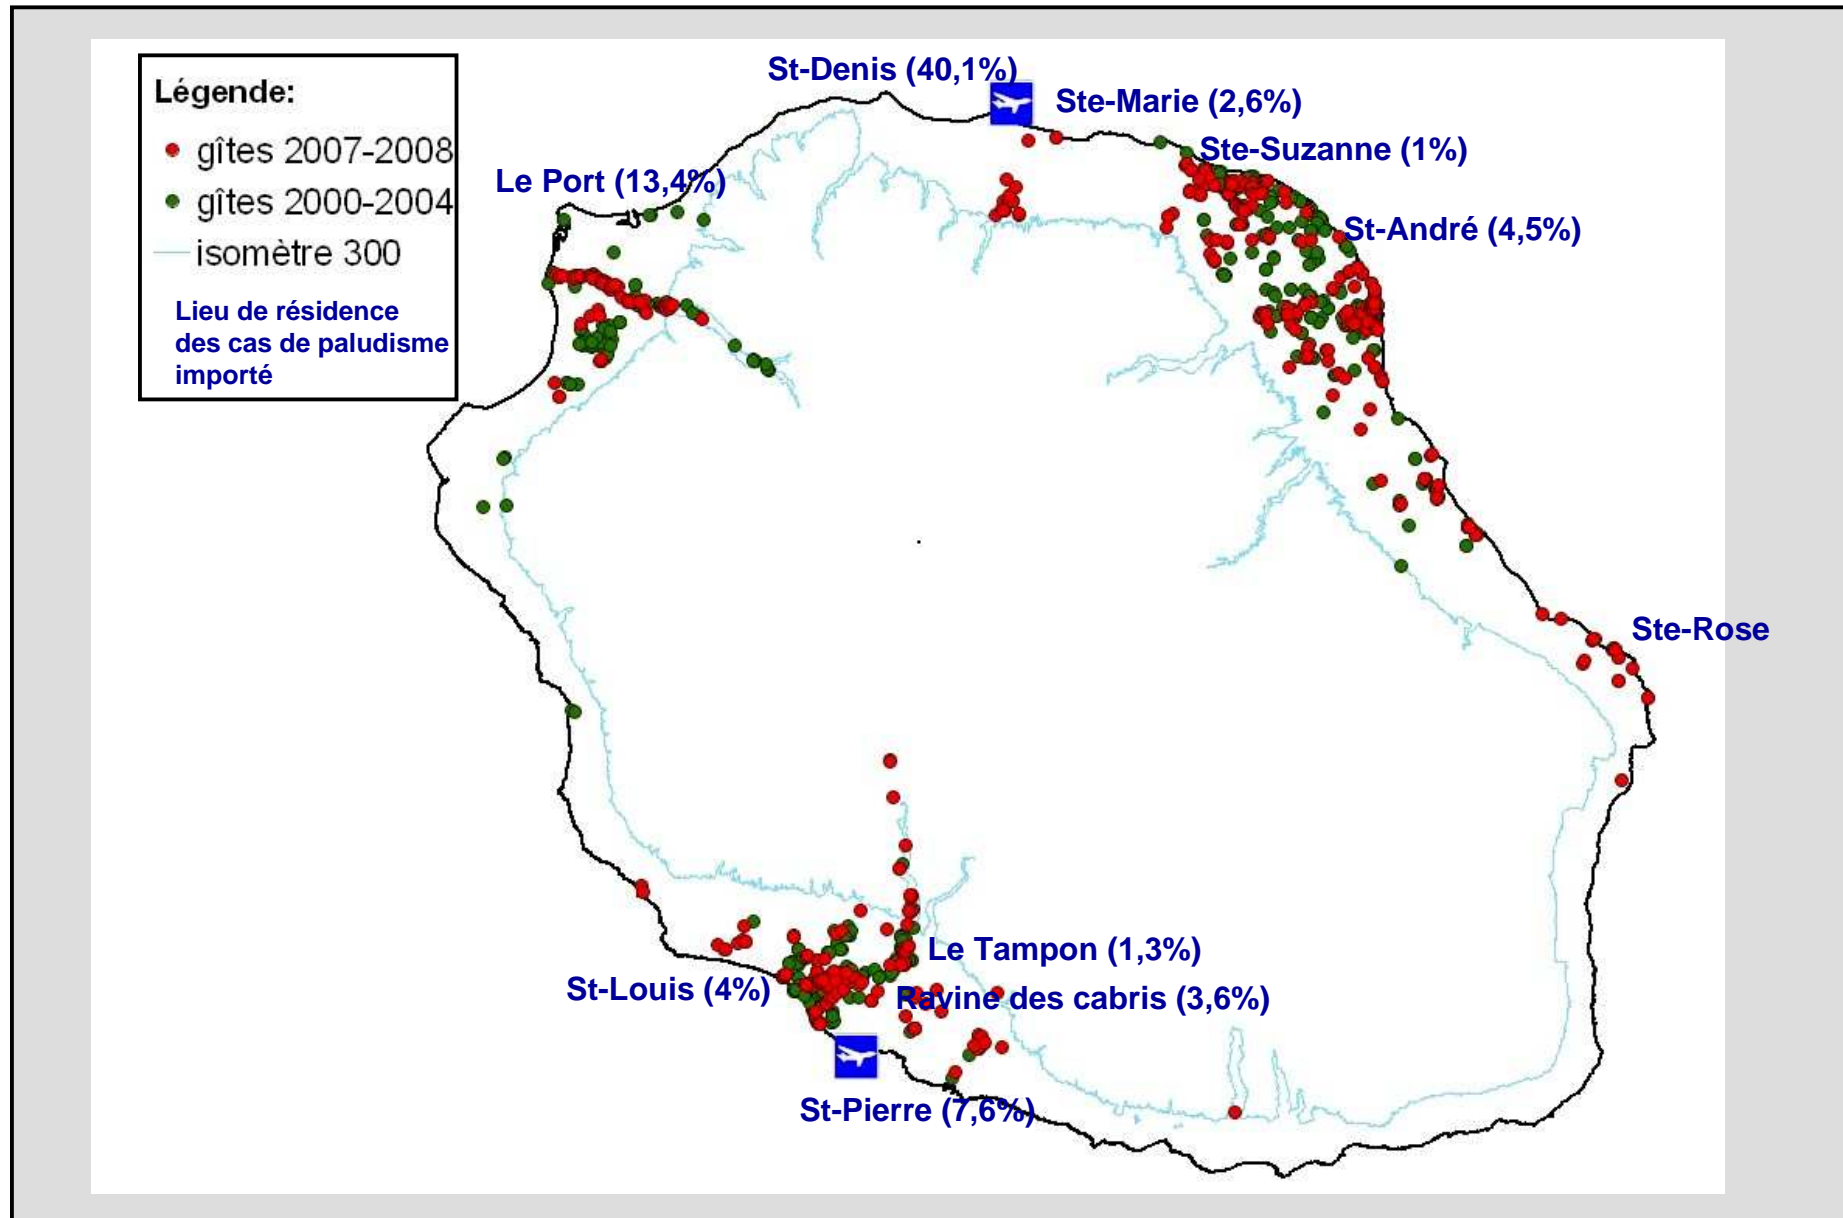 St-Denis (40,1%)
Légende:
Ste-Marie (2,6%)
gîtes 2007-2008
Ste-Suzanne (1%)
Le Port (13,4%)
gîtes 2000-2004
St-André (4,5%)
isomètre 300
Lieu de résidence
des cas de paludisme
importé
Ste-Rose
Le Tampon (1,3%)
St-Louis (4%)
Ravine des cabris (3,6%)
St-Pierre (7,6%)